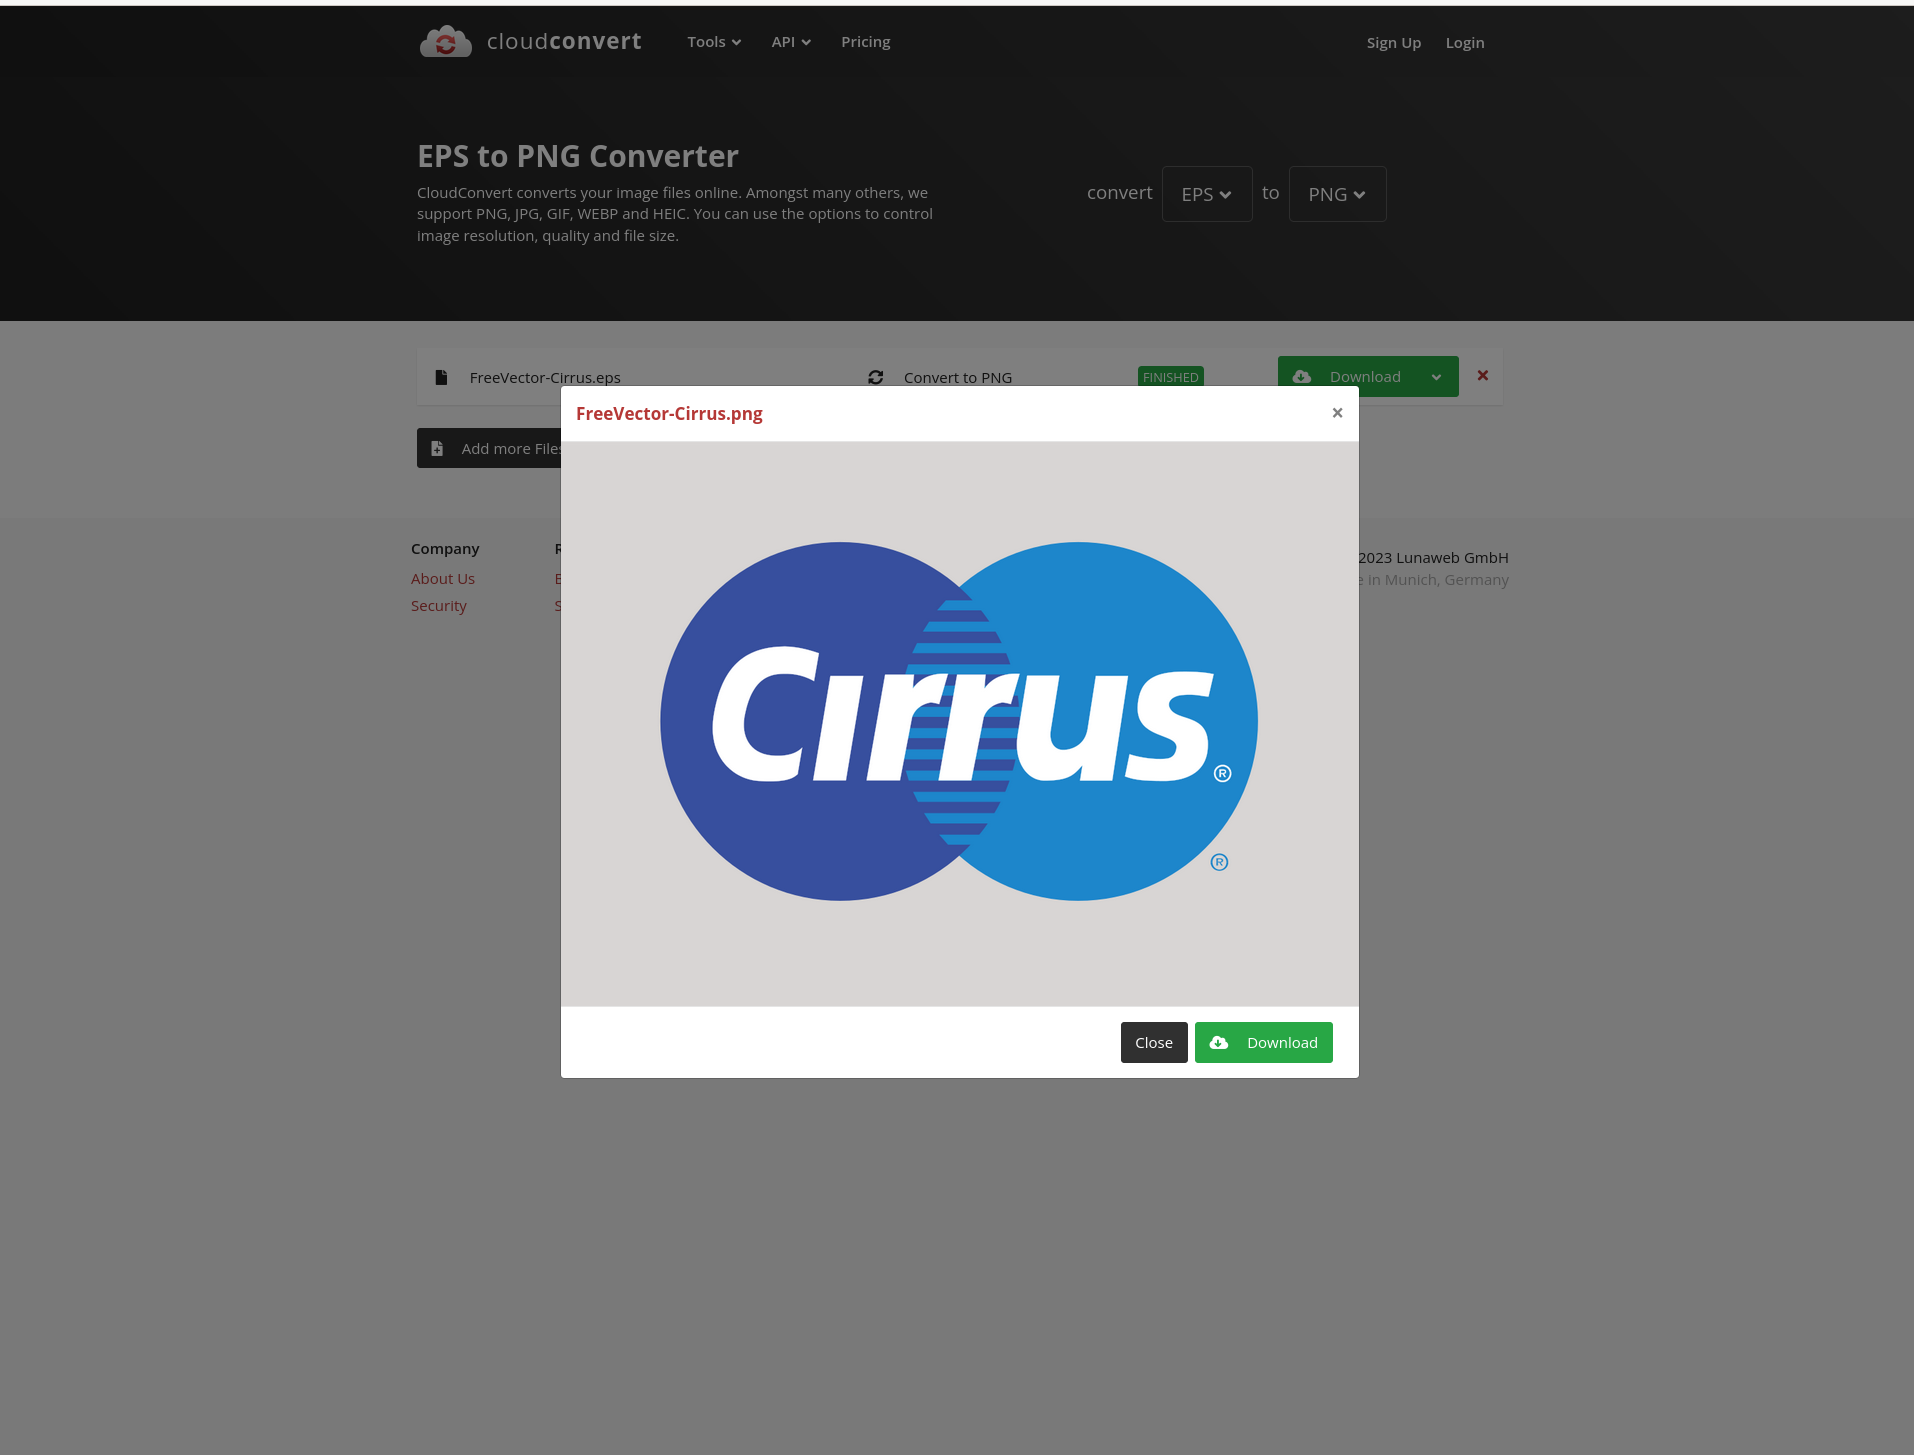 cloudconvert
Tools
API
Pricing
Sign Up
Login
EPS to PNG Converter
CloudConvert converts your image files online. Amongst many others, we
support PNG, JPG, GIF, WEBP and HEIC. You can use the options to control
image resolution, quality and file size.
convert EPS to PNG
FreeVector-Cirrus.eps
Convert to PNG
FINISHED
Download
Add more Files
FreeVector-Cirrus.png
×
Cirrus®
®
Close
Download
Company
About Us
Security
2023 Lunaweb GmbH
in Munich, Germany